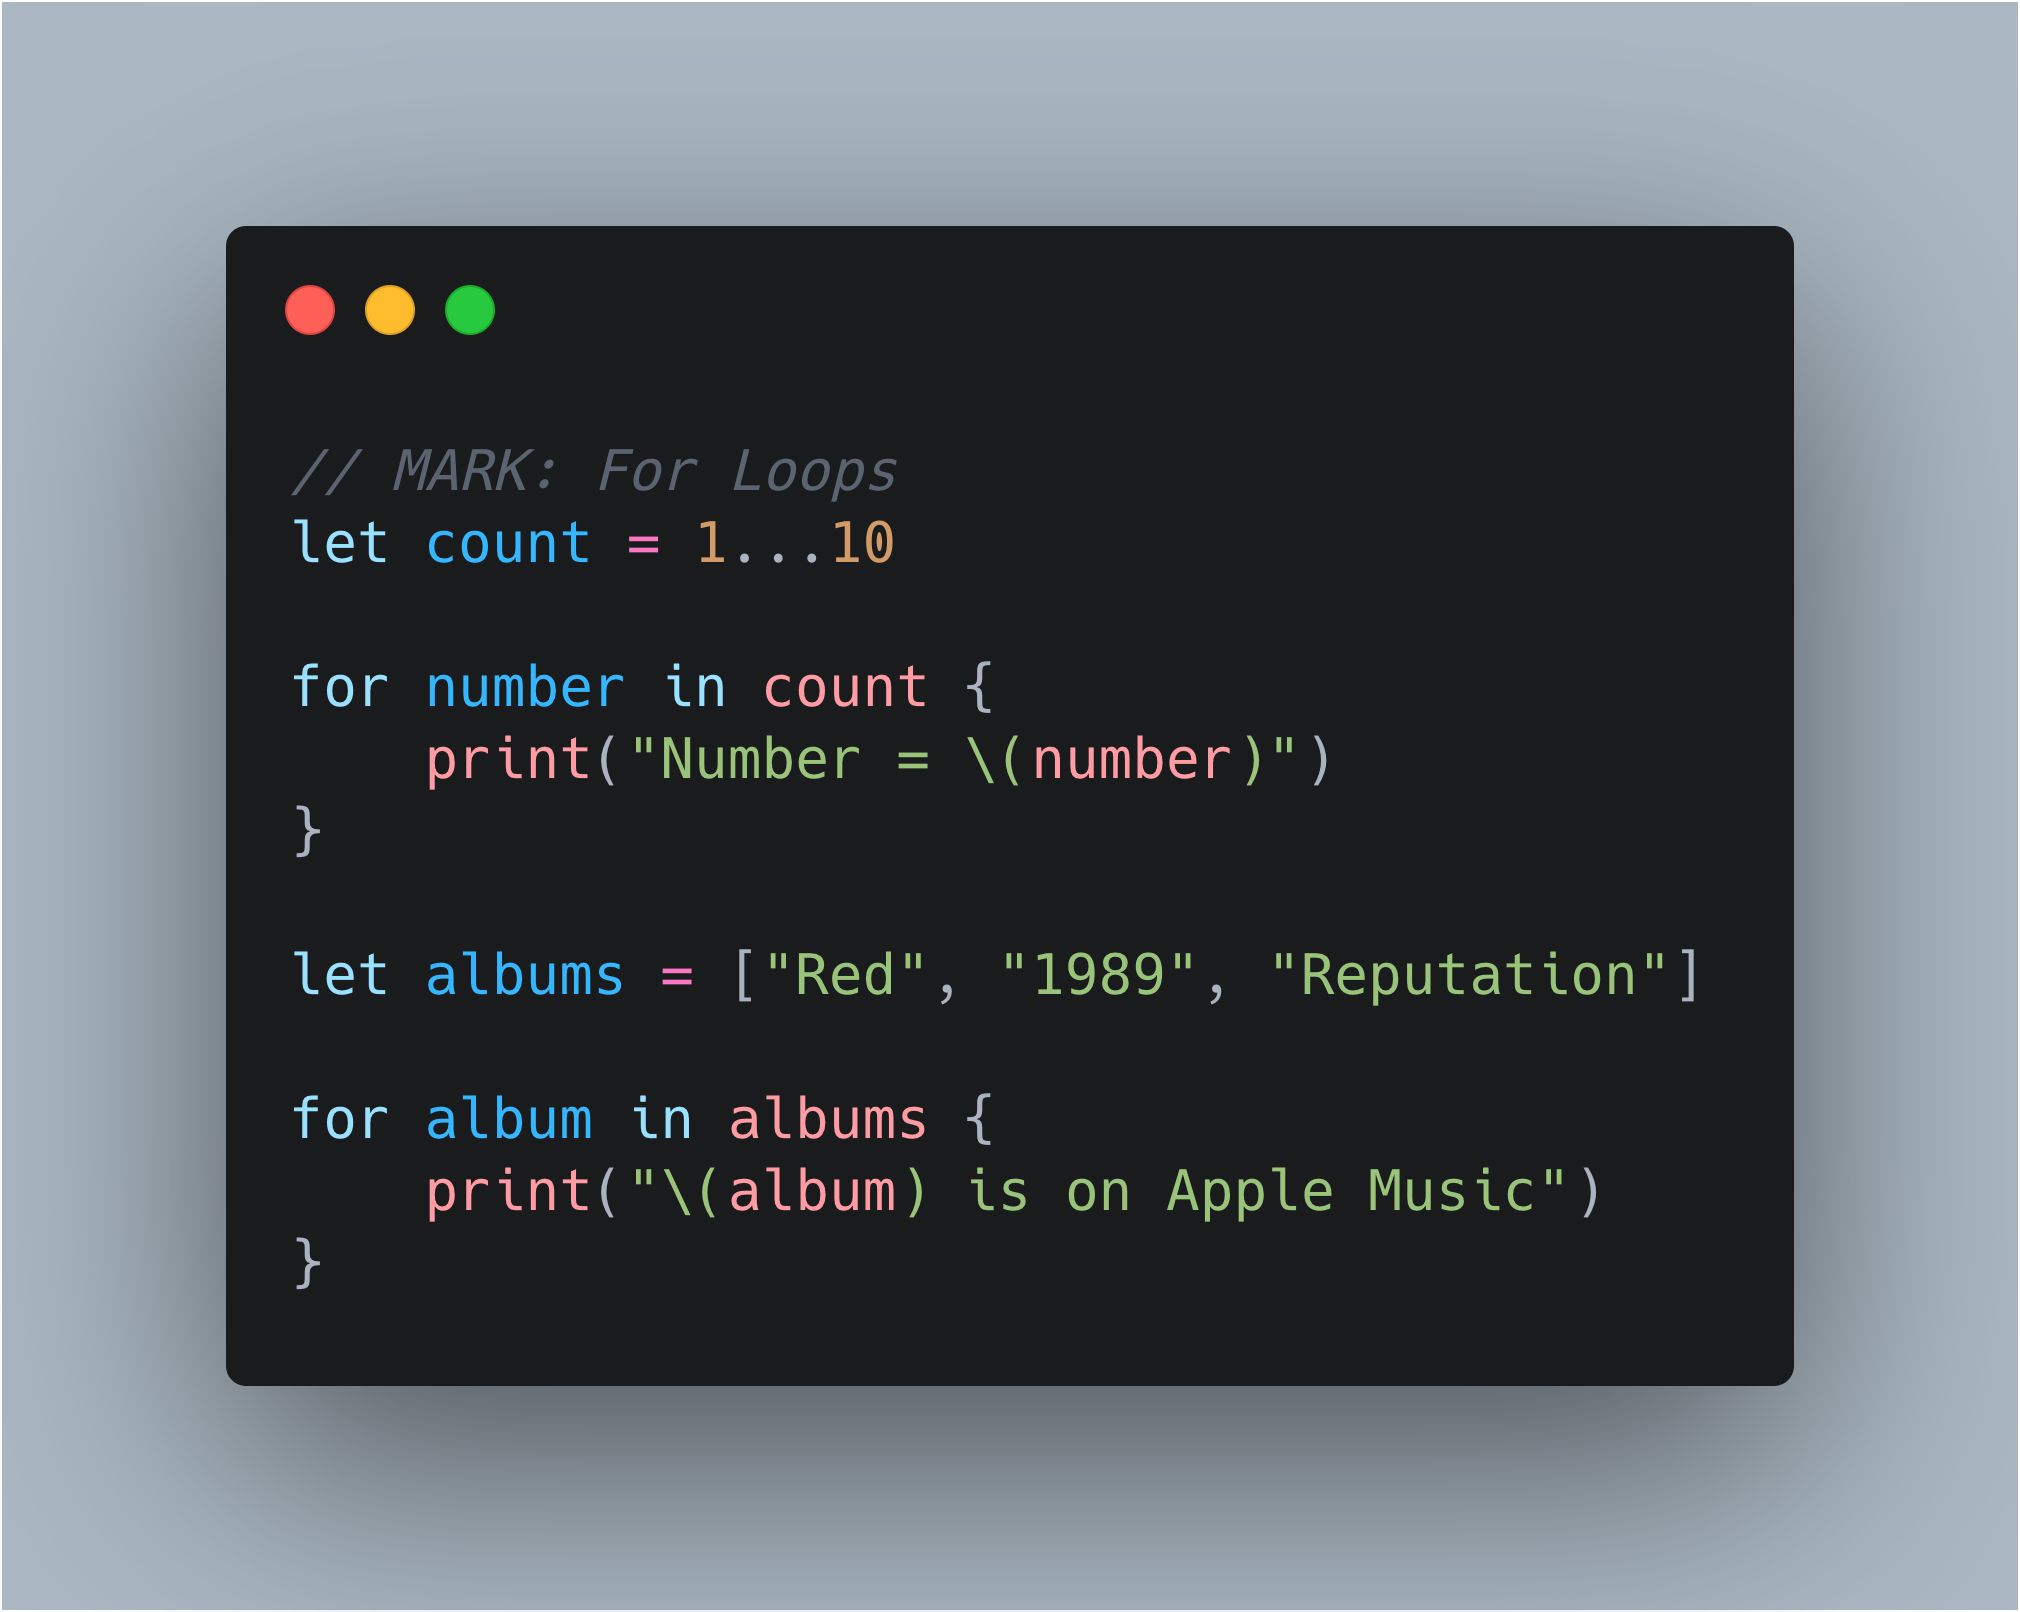 // MARK: For Loops
let count = 1...10
for number in count {
    print("Number = \(number)")
}
let albums = ["Red", "1989", "Reputation"]
for album in albums {
    print("\(album) is on Apple Music")
}